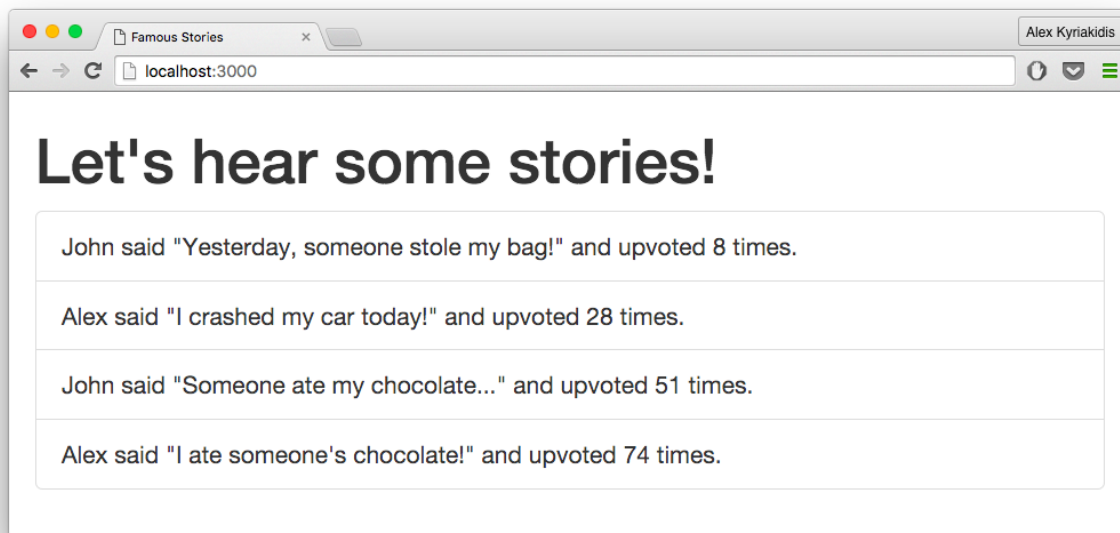 Famous Stories
Alex Kyriakidis
localhost:3000
Let's hear some stories!
John said "Yesterday, someone stole my bag!" and upvoted 8 times.
Alex said "I crashed my car today!" and upvoted 28 times.
John said "Someone ate my chocolate..." and upvoted 51 times.
Alex said "I ate someone's chocolate!" and upvoted 74 times.